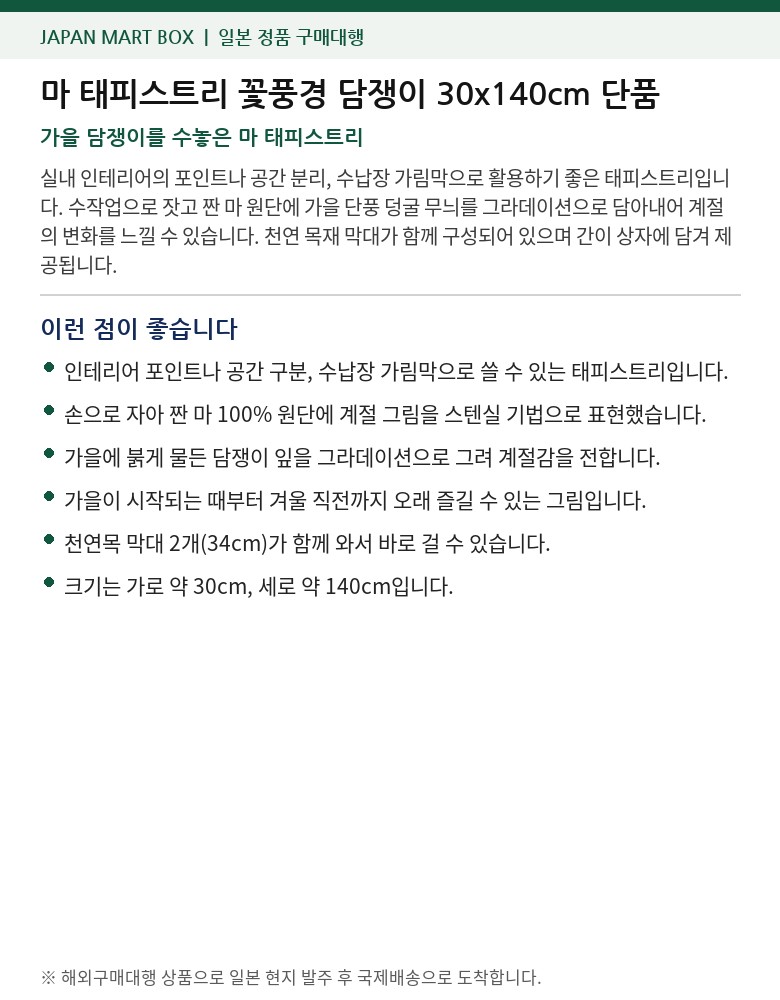 JAPAN MART BOX | 일본 정품 구매대행
마 태피스트리 꽃풍경 담쟁이 30x140cm 단품
가을 담쟁이를 수놓은 마 태피스트리
실내 인테리어의 포인트나 공간 분리, 수납장 가림막으로 활용하기 좋은 태피스트리입니
다. 수작업으로 잣고 짠 마 원단에 가을 단풍 덩굴 무늬를 그라데이션으로 담아내어 계절
의 변화를 느낄 수 있습니다. 천연 목재 막대가 함께 구성되어 있으며 간이 상자에 담겨 제
공됩니다.
이런 점이 좋습니다
● 인테리어 포인트나 공간 구분, 수납장 가림막으로 쓸 수 있는 태피스트리입니다.
● 손으로 자아 짠 마 100% 원단에 계절 그림을 스텐실 기법으로 표현했습니다.
● 가을에 붉게 물든 담쟁이 잎을 그라데이션으로 그려 계절감을 전합니다.
● 가을이 시작되는 때부터 겨울 직전까지 오래 즐길 수 있는 그림입니다.
● 천연목 막대 2개(34cm)가 함께 와서 바로 걸 수 있습니다.
● 크기는 가로 약 30cm, 세로 약 140cm입니다.
※ 해외구매대행 상품으로 일본 현지 발주 후 국제배송으로 도착합니다.